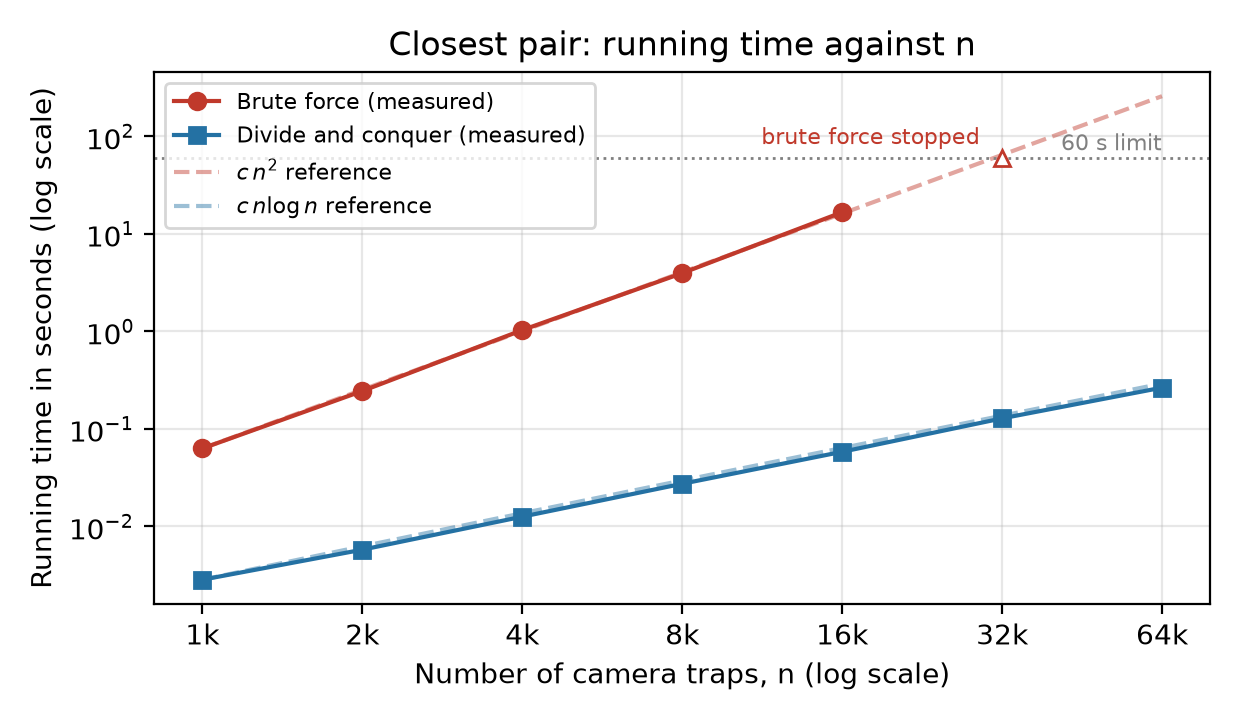 Closest pair: running time against n
Brute force (measured)
Divide and conquer (measured)
c n² reference
c n log n reference
brute force stopped
60 s limit
Running time in seconds (log scale)
10²
10¹
10⁰
10⁻¹
10⁻²
1k 2k 4k 8k 16k 32k 64k
Number of camera traps, n (log scale)